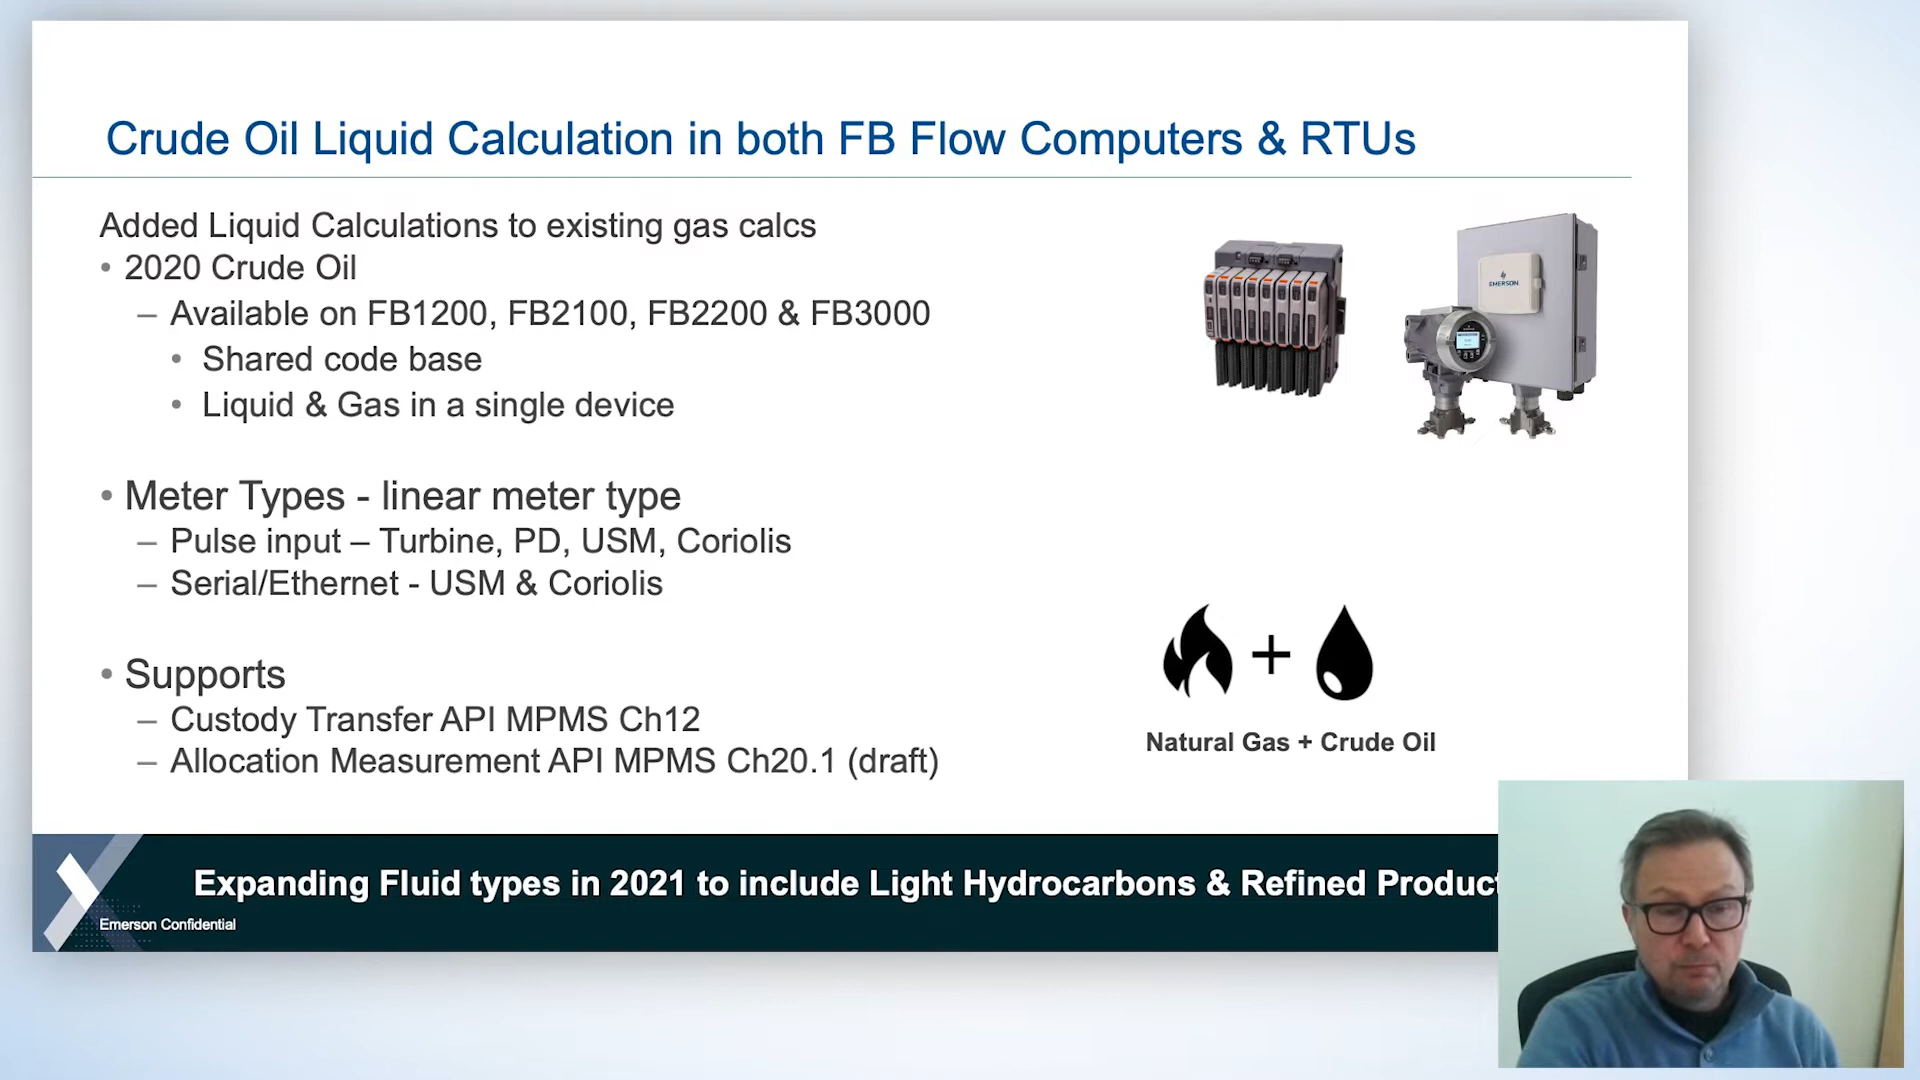 Crude Oil Liquid Calculation in both FB Flow Computers & RTUs
Added Liquid Calculations to existing gas calcs
• 2020 Crude Oil
– Available on FB1200, FB2100, FB2200 & FB3000
• Shared code base
• Liquid & Gas in a single device
• Meter Types - linear meter type
– Pulse input – Turbine, PD, USM, Coriolis
– Serial/Ethernet - USM & Coriolis
• Supports
– Custody Transfer API MPMS Ch12
– Allocation Measurement API MPMS Ch20.1 (draft)
EMERSON
+
Natural Gas + Crude Oil
Expanding Fluid types in 2021 to include Light Hydrocarbons & Refined Product
Emerson Confidential